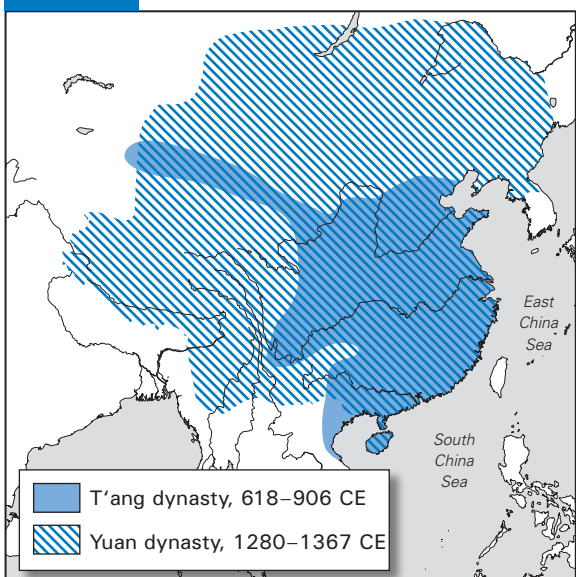 East
China
Sea
South
China
Sea
T‘ang dynasty, 618–906 CE
Yuan dynasty, 1280–1367 CE